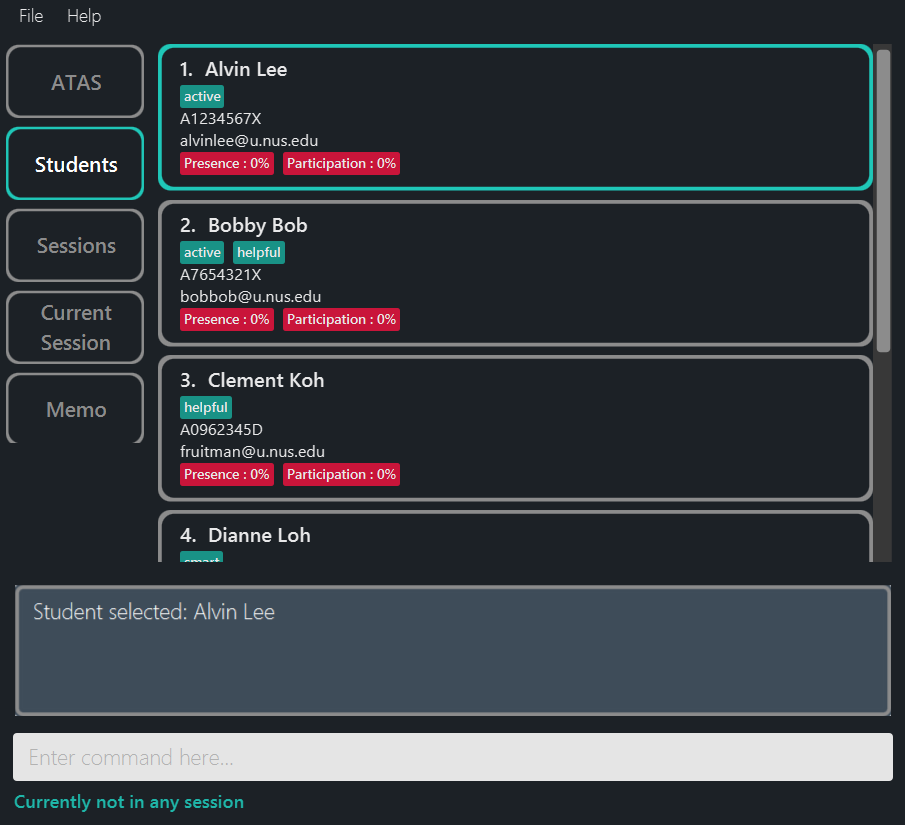 File Help
ATAS
Students
Sessions
Current
Session
Memo
1. Alvin Lee
active
A1234567X
alvinlee@u.nus.edu
Presence : 0% Participation : 0%
2. Bobby Bob
active helpful
A7654321X
bobbob@u.nus.edu
Presence : 0% Participation : 0%
3. Clement Koh
helpful
A0962345D
fruitman@u.nus.edu
Presence : 0% Participation : 0%
4. Dianne Loh
smart
Student selected: Alvin Lee
Enter command here...
Currently not in any session